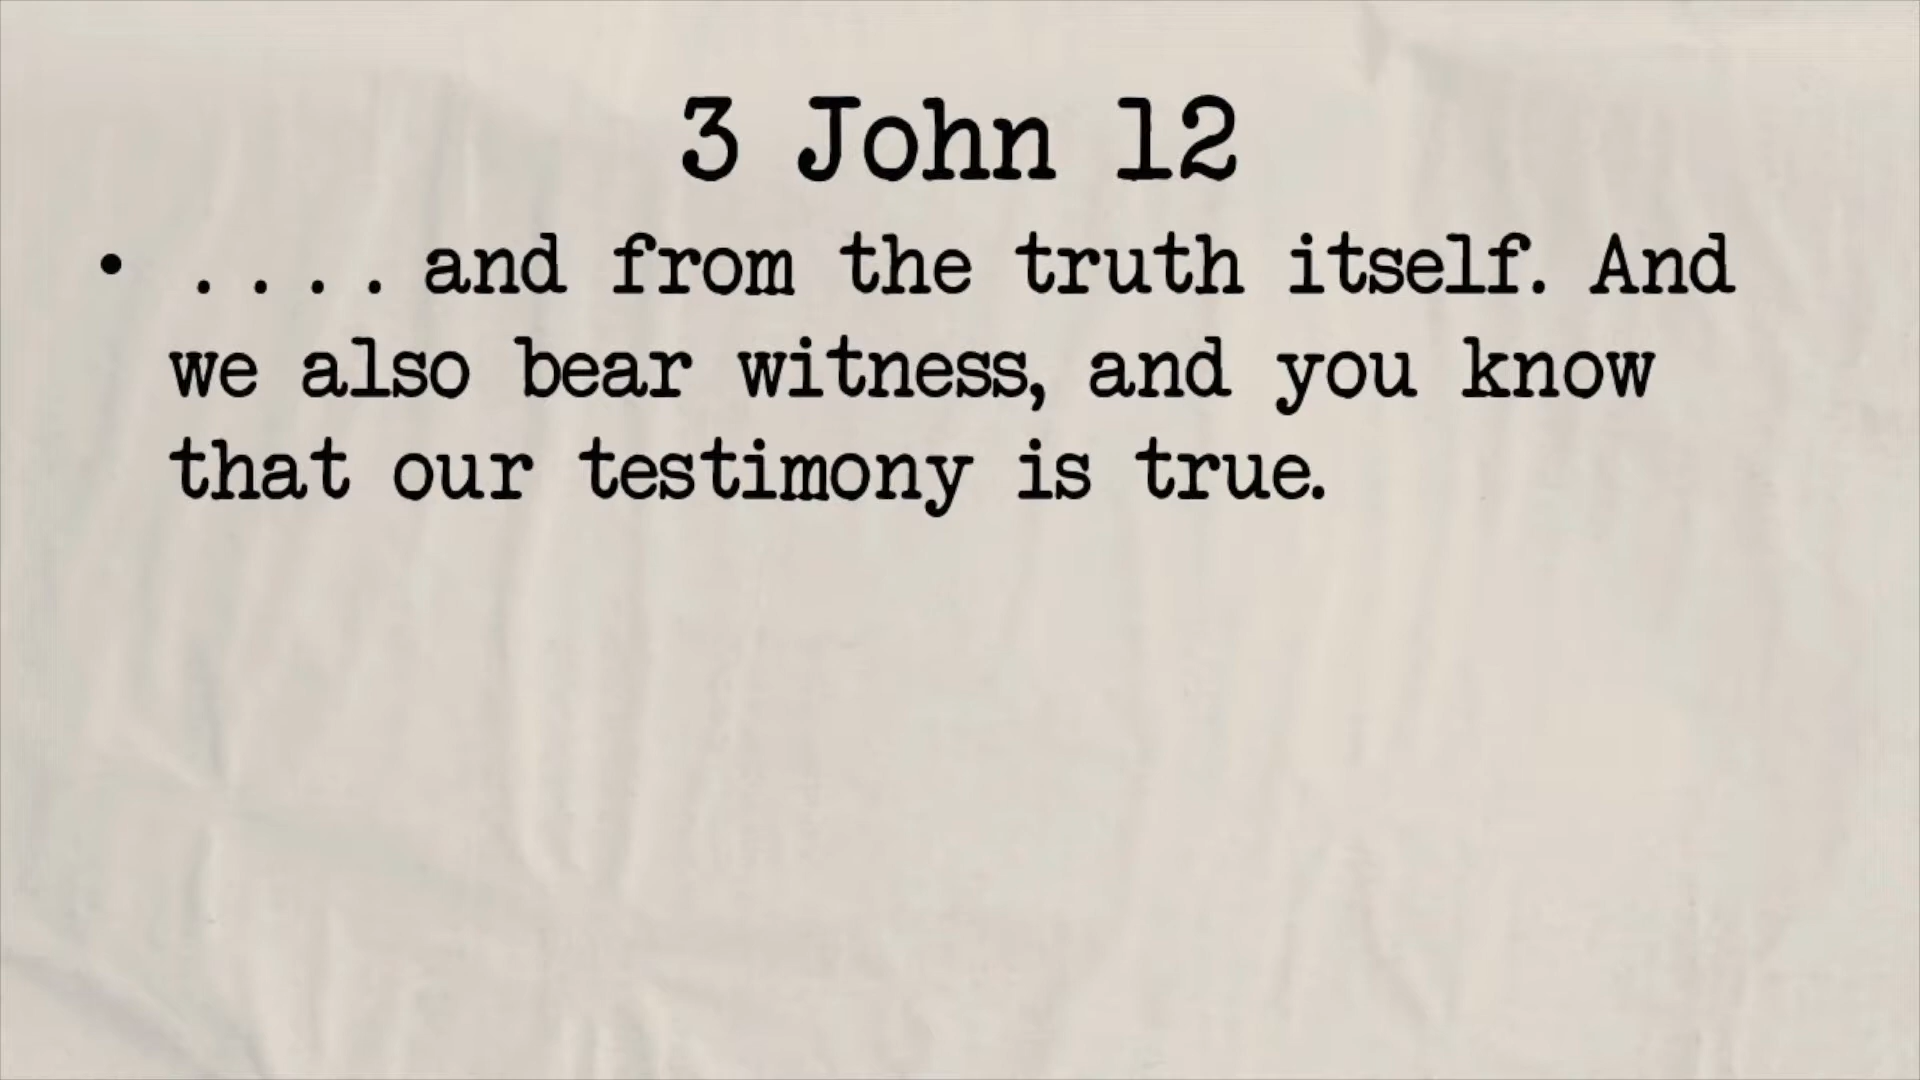 3 John 12
• . . . . and from the truth itself. And
we also bear witness, and you know
that our testimony is true.